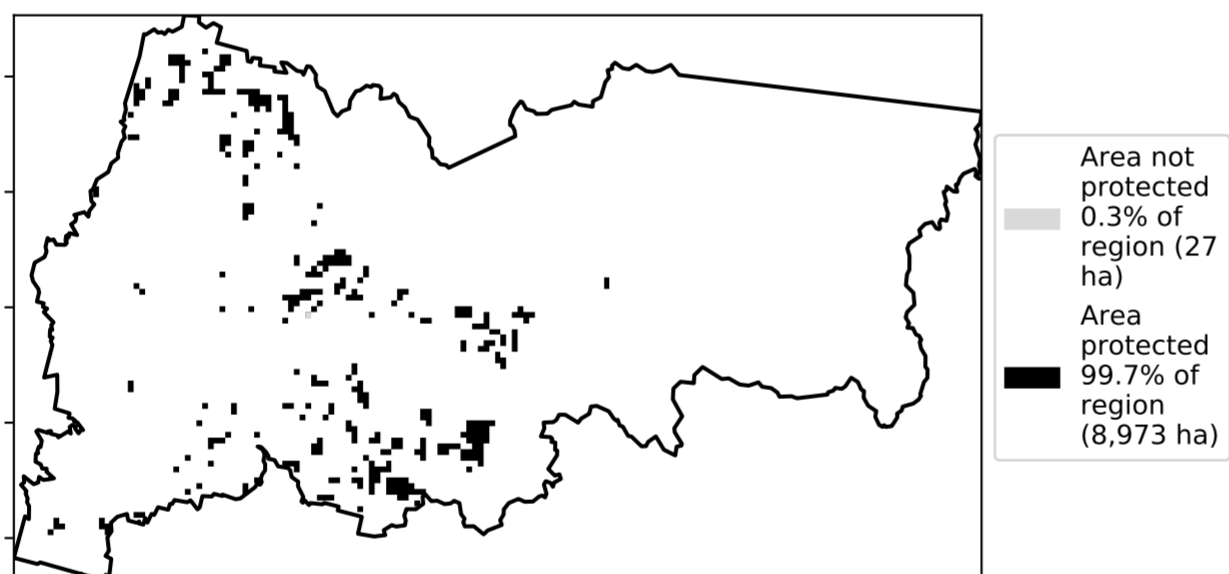 Area not
protected
0.3% of
region (27
ha)
Area
protected
99.7% of
region
(8,973 ha)